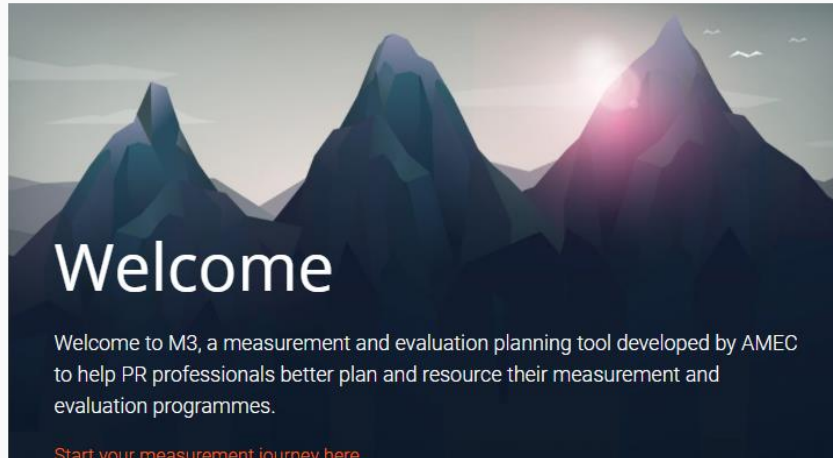 Welcome
Welcome to M3, a measurement and evaluation planning tool developed by AMEC
to help PR professionals better plan and resource their measurement and
evaluation programmes.
Start your measurement journey here